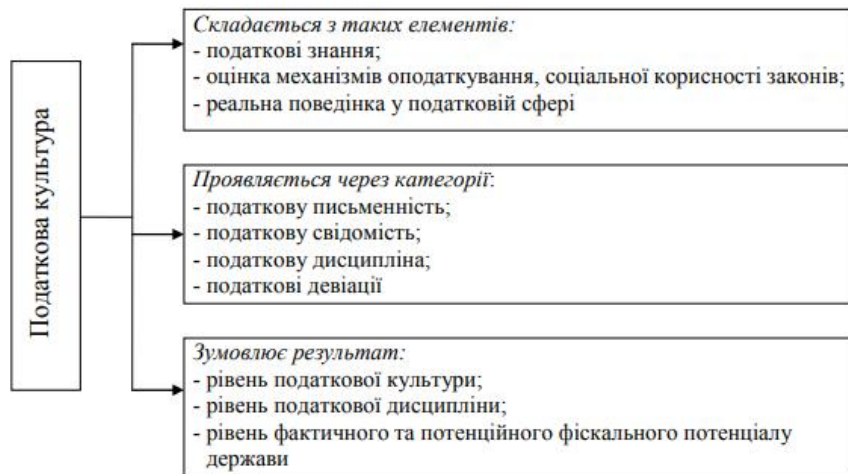 Податкова культура
Складається з таких елементів:
- податкові знання;
- оцінка механізмів оподаткування, соціальної корисності законів;
- реальна поведінка у податковій сфері
Проявляється через категорії:
- податкову письменність;
- податкову свідомість;
- податкову дисципліна;
- податкові девіації
Зумовлює результат:
- рівень податкової культури;
- рівень податкової дисципліни;
- рівень фактичного та потенційного фіскального потенціалу
держави